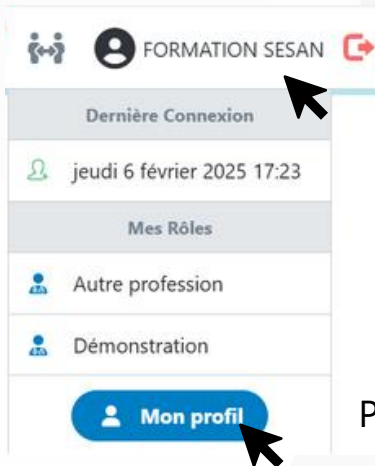 FORMATION SESAN
Dernière Connexion
jeudi 6 février 2025 17:23
Mes Rôles
Autre profession
Démonstration
Mon profil
P